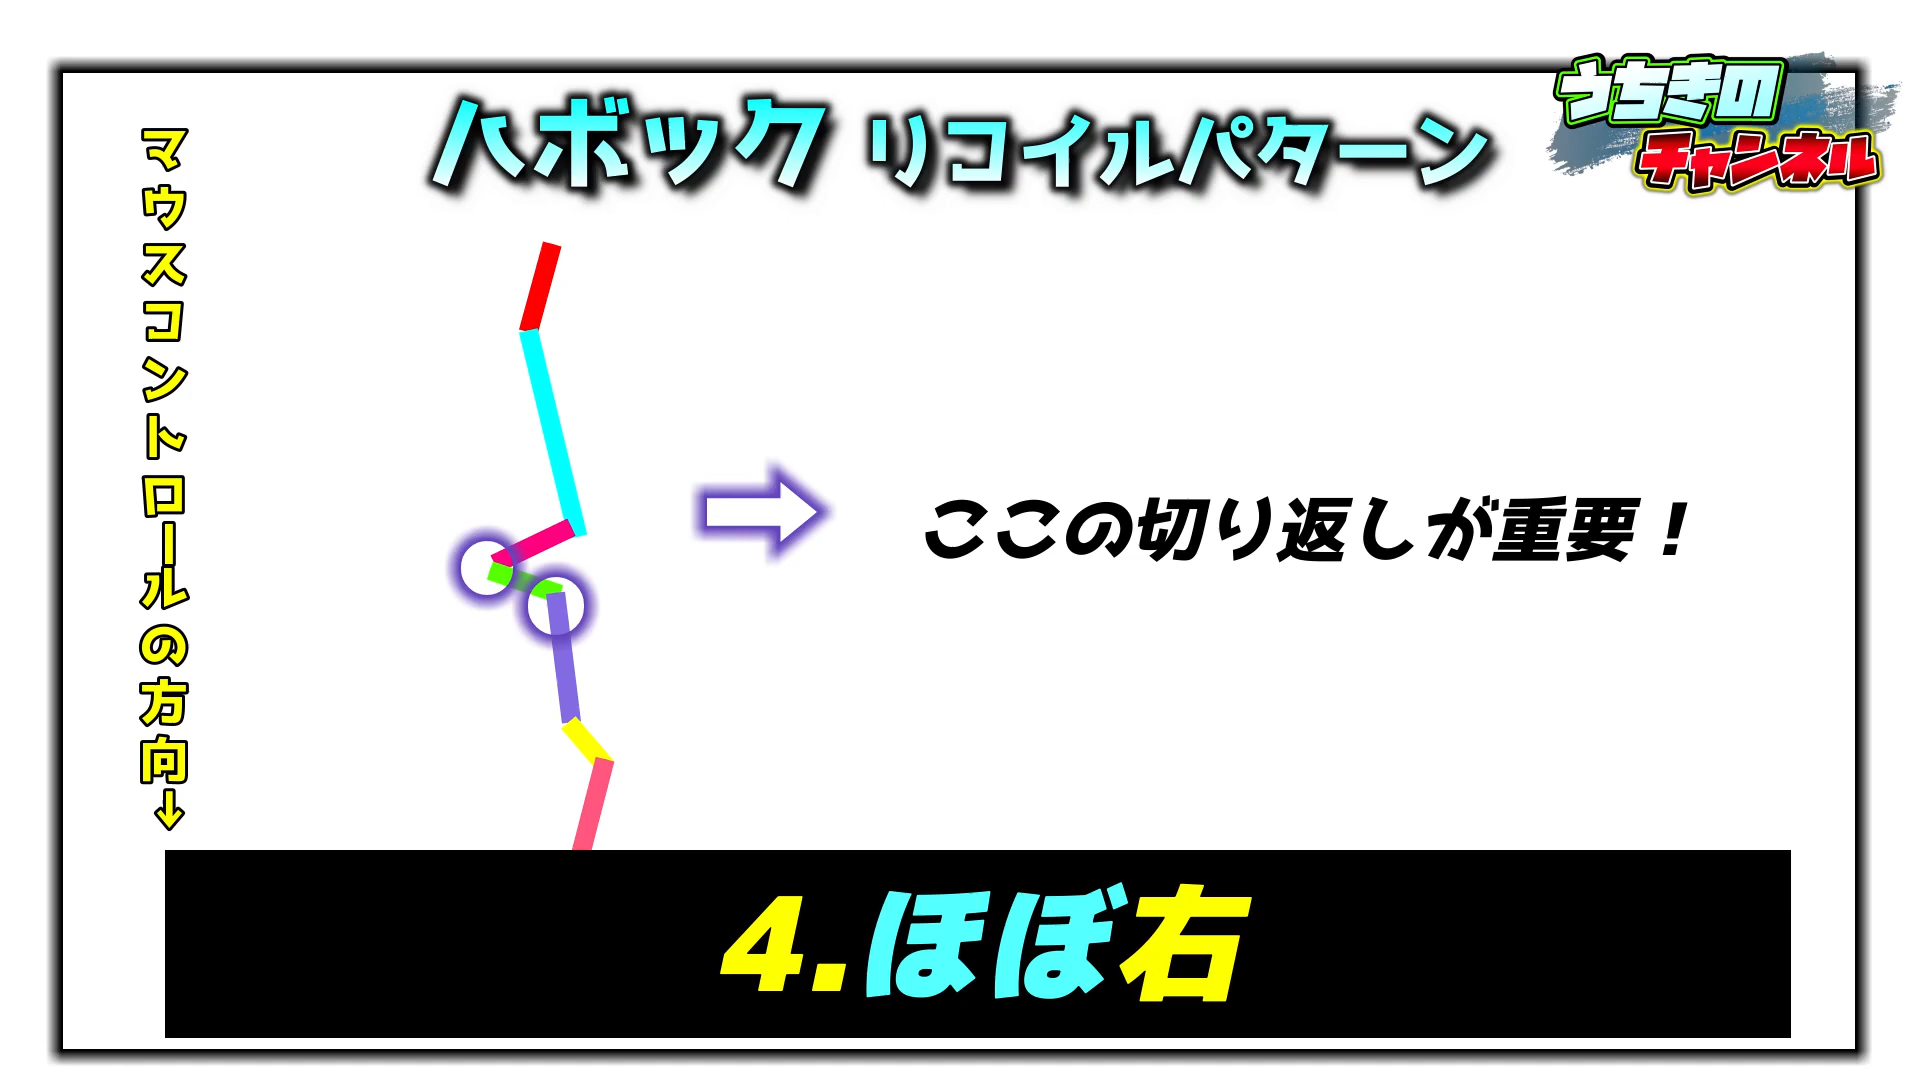 うちきの
チャンネル
ハボック リコイルパターン
マウスコントロールの方向→
ここの切り返しが重要！
4.ほぼ右